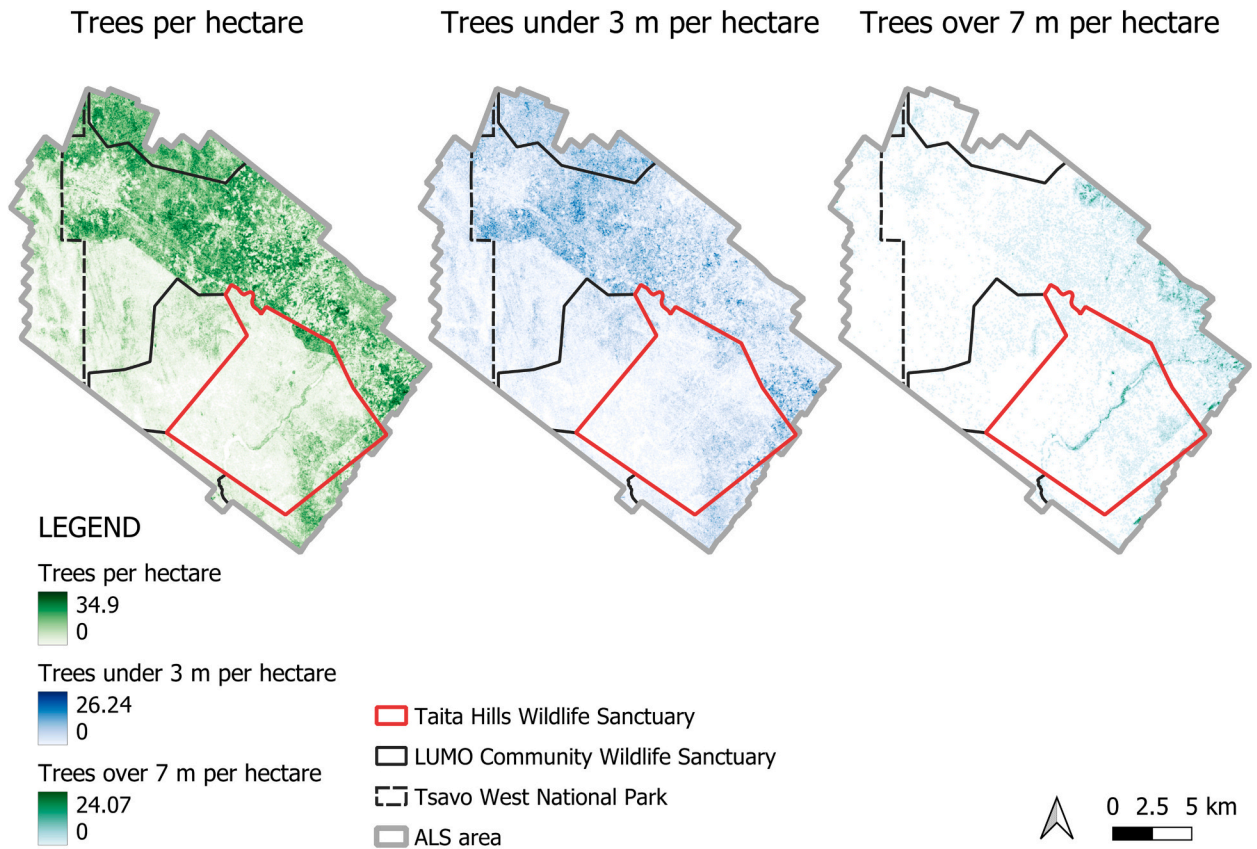 Trees per hectare
Trees under 3 m per hectare
Trees over 7 m per hectare
LEGEND
Trees per hectare
34.9
0
Trees under 3 m per hectare
26.24
0
Trees over 7 m per hectare
24.07
0
Taita Hills Wildlife Sanctuary
LUMO Community Wildlife Sanctuary
Tsavo West National Park
ALS area
0 2.5 5 km